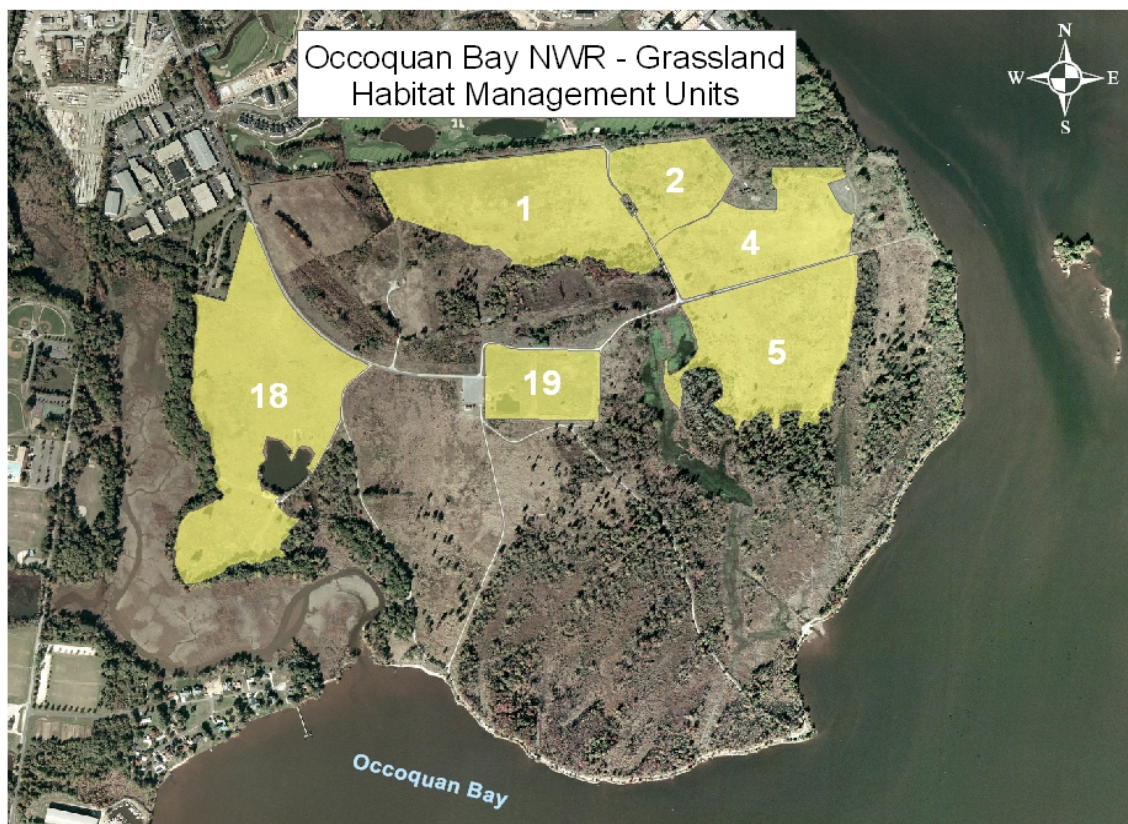 Occoquan Bay NWR - Grassland
Habitat Management Units
N
W
E
S
1
2
4
5
18
19
Occoquan Bay